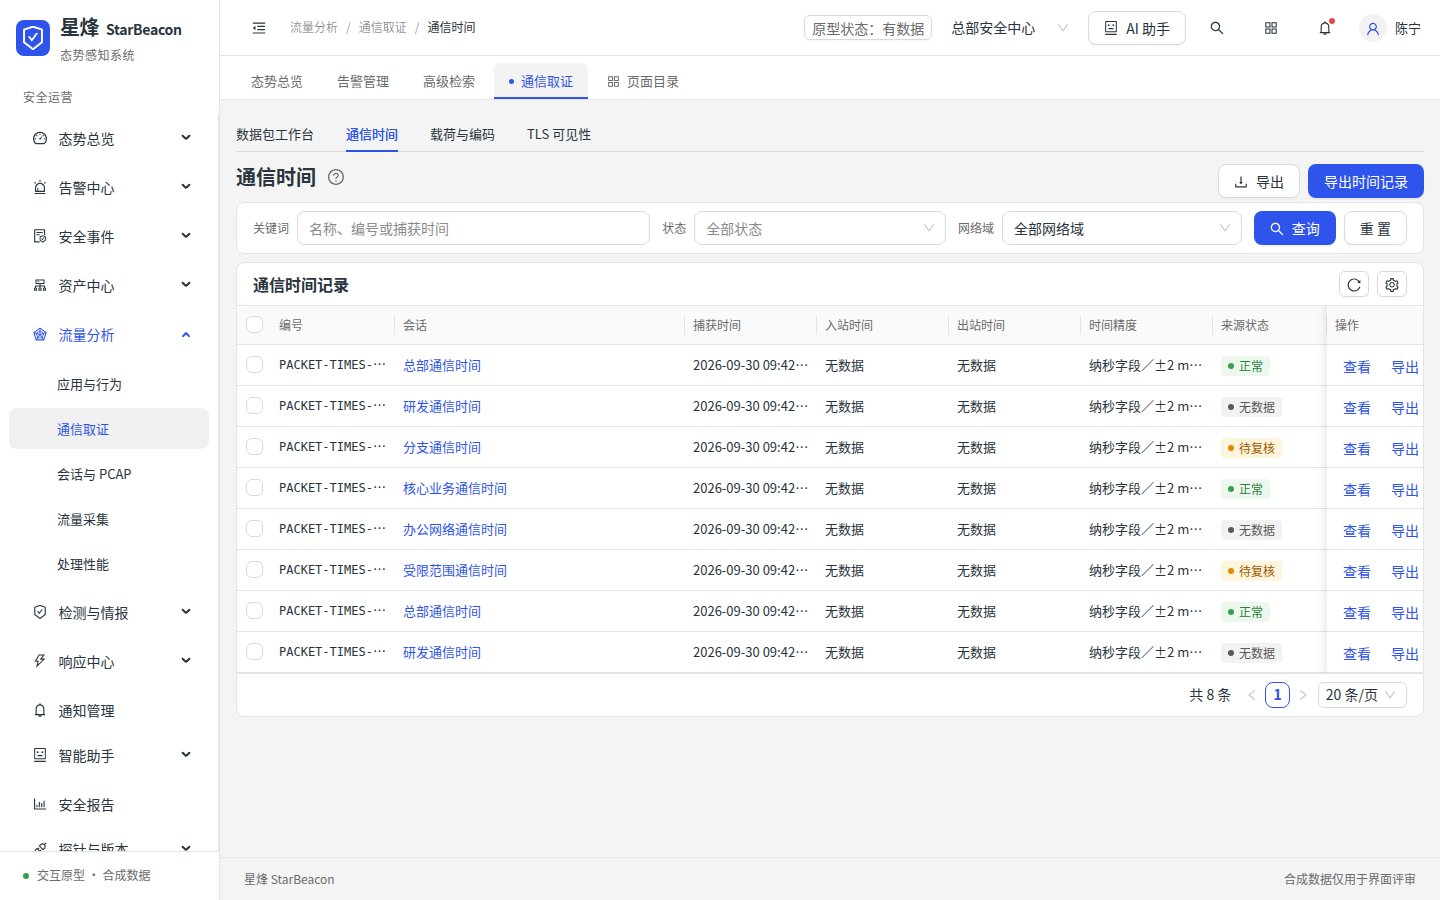 星烽 StarBeacon
态势感知系统
安全运营
态势总览
告警中心
安全事件
资产中心
流量分析
应用与行为
通信取证
会话与 PCAP
流量采集
处理性能
检测与情报
响应中心
通知管理
智能助手
安全报告
探针与版本
交互原型 · 合成数据
流量分析 / 通信取证 / 通信时间
原型状态：有数据
总部安全中心
AI 助手
陈宁
态势总览 告警管理 高级检索 通信取证 页面目录
数据包工作台 通信时间 载荷与编码 TLS 可见性
通信时间
导出 导出时间记录
关键词 名称、编号或捕获时间 状态 全部状态 网络域 全部网络域 查询 重 置
通信时间记录
编号 会话 捕获时间 入站时间 出站时间 时间精度 来源状态 操作
PACKET-TIMES-··· 总部通信时间 2026-09-30 09:42··· 无数据 无数据 纳秒字段／±2 m··· 正常 查看 导出
PACKET-TIMES-··· 研发通信时间 2026-09-30 09:42··· 无数据 无数据 纳秒字段／±2 m··· 无数据 查看 导出
PACKET-TIMES-··· 分支通信时间 2026-09-30 09:42··· 无数据 无数据 纳秒字段／±2 m··· 待复核 查看 导出
PACKET-TIMES-··· 核心业务通信时间 2026-09-30 09:42··· 无数据 无数据 纳秒字段／±2 m··· 正常 查看 导出
PACKET-TIMES-··· 办公网络通信时间 2026-09-30 09:42··· 无数据 无数据 纳秒字段／±2 m··· 无数据 查看 导出
PACKET-TIMES-··· 受限范围通信时间 2026-09-30 09:42··· 无数据 无数据 纳秒字段／±2 m··· 待复核 查看 导出
PACKET-TIMES-··· 总部通信时间 2026-09-30 09:42··· 无数据 无数据 纳秒字段／±2 m··· 正常 查看 导出
PACKET-TIMES-··· 研发通信时间 2026-09-30 09:42··· 无数据 无数据 纳秒字段／±2 m··· 无数据 查看 导出
共 8 条 1 20 条/页
星烽 StarBeacon
合成数据仅用于界面评审